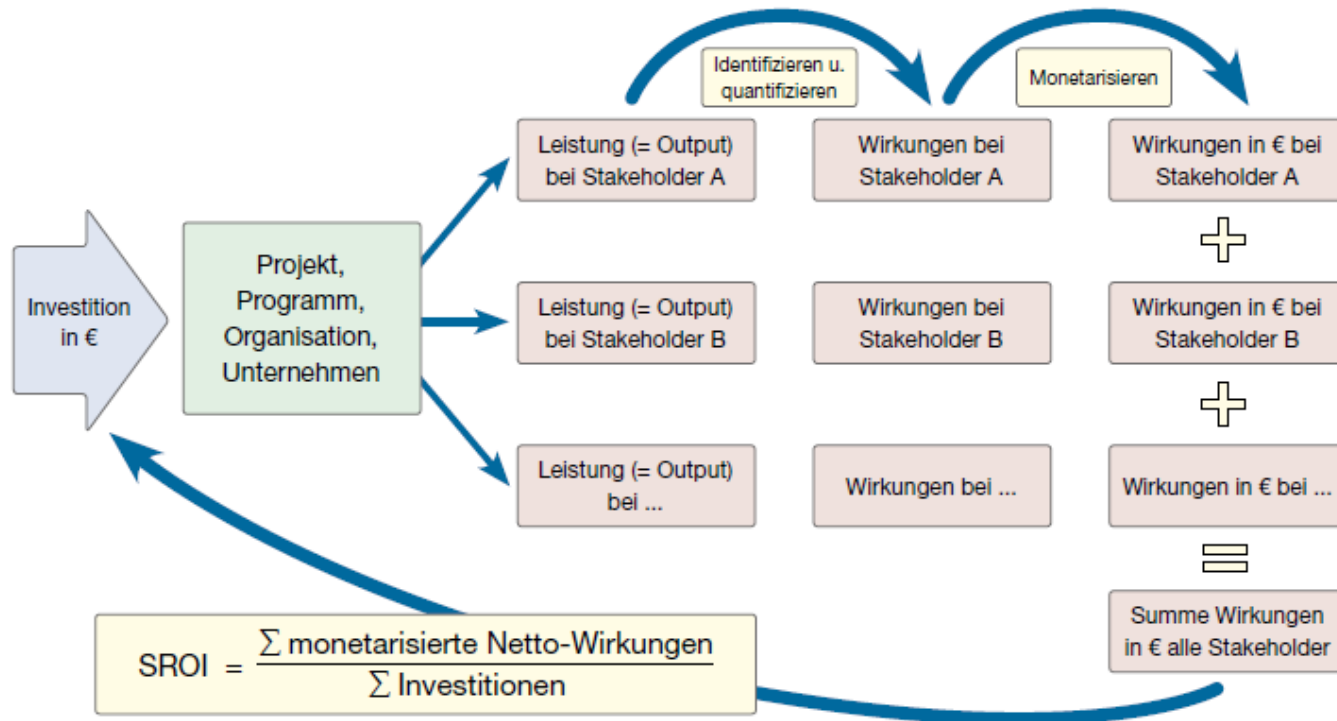 Identifizieren u.
quantifizieren
Monetarisieren
Leistung (= Output)
bei Stakeholder A
Wirkungen bei
Stakeholder A
Wirkungen in € bei
Stakeholder A
+
Investition
in €
Projekt,
Programm,
Organisation,
Unternehmen
Leistung (= Output)
bei Stakeholder B
Wirkungen bei
Stakeholder B
Wirkungen in € bei
Stakeholder B
+
Leistung (= Output)
bei ...
Wirkungen bei ...
Wirkungen in € bei ...
=
Summe Wirkungen
in € alle Stakeholder
SROI =
∑ monetarisierte Netto-Wirkungen
∑ Investitionen